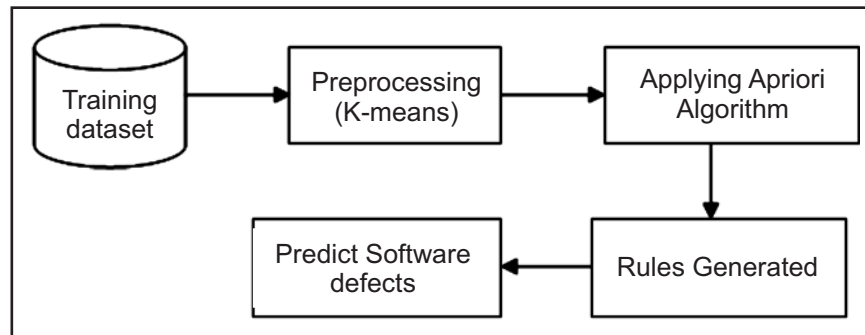 Training
dataset
Preprocessing
(K-means)
Applying Apriori
Algorithm
Predict Software
defects
Rules Generated